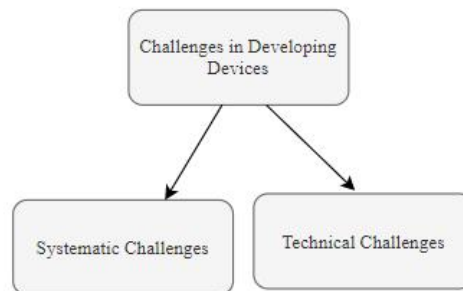 Challenges in Developing
Devices
Systematic Challenges
Technical Challenges